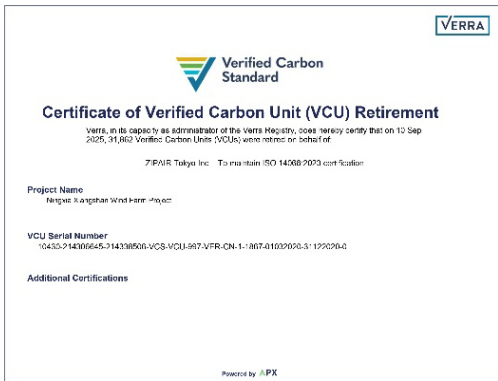 VERRA
Verified Carbon
Standard
Certificate of Verified Carbon Unit (VCU) Retirement
Verra, in its capacity as administrator of the Verra Registry, does hereby certify that on 10 Sep
2025, 31,862 Verified Carbon Units (VCUs) were retired on behalf of:
ZIPAIR Tokyo Inc. To maintain ISO 14068:2023 certification
Project Name
Ningxia Xiangshan Wind Farm Project
VCU Serial Number
10430-214306645-214338506-VCS-VCU-997-VER-CN-1-1867-01032020-31122020-0
Additional Certifications
Powered by APX